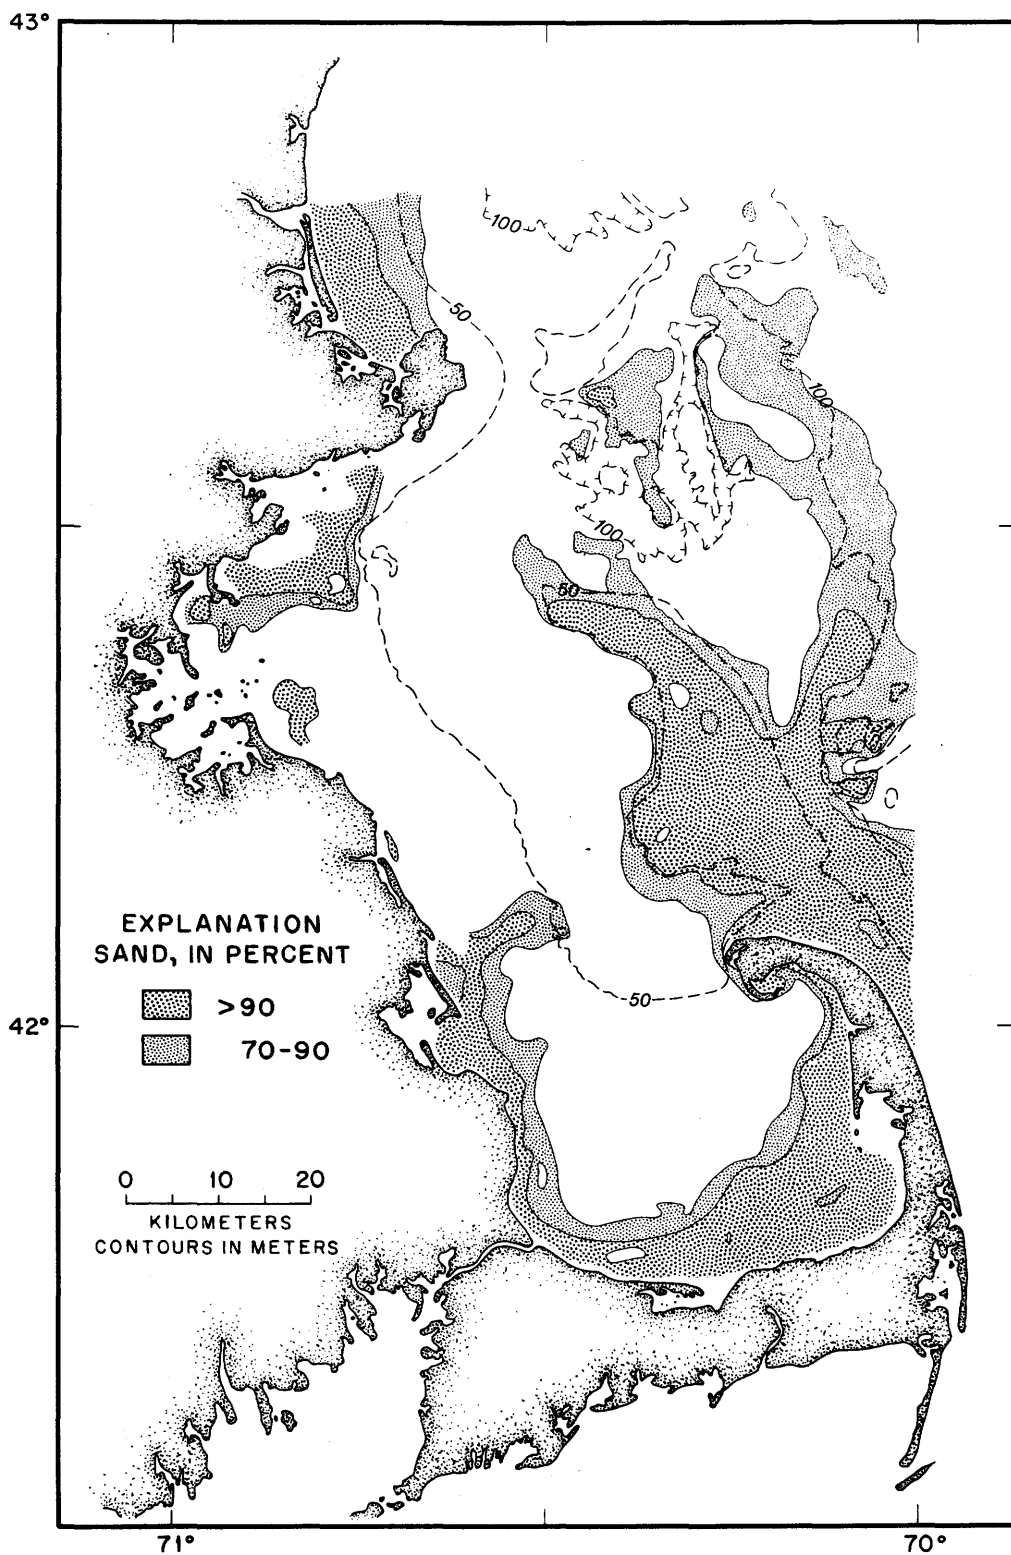 43°
100
50
100
100
50
EXPLANATION
SAND, IN PERCENT
>90
70-90
50
42°
0 10 20
KILOMETERS
CONTOURS IN METERS
71° 70°